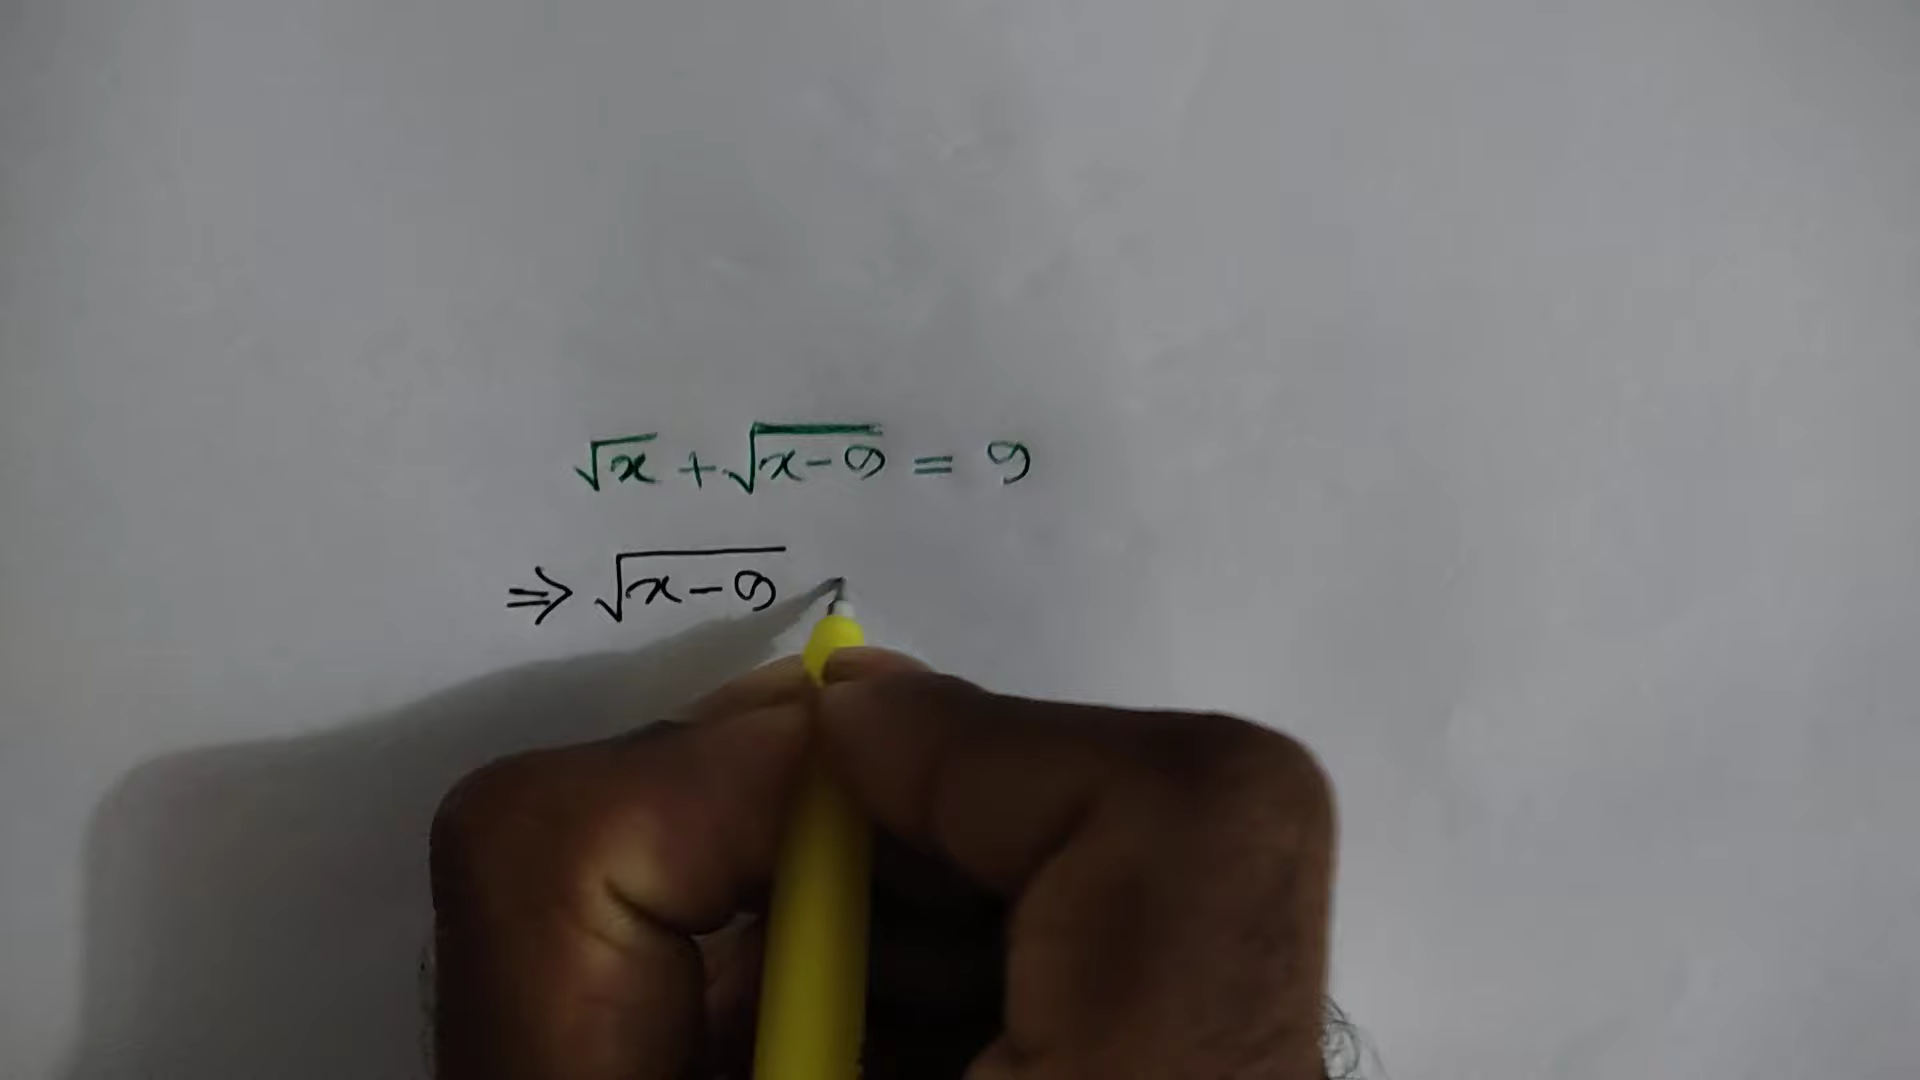 √x + √(x-9) = 9
⇒ √(x-9)